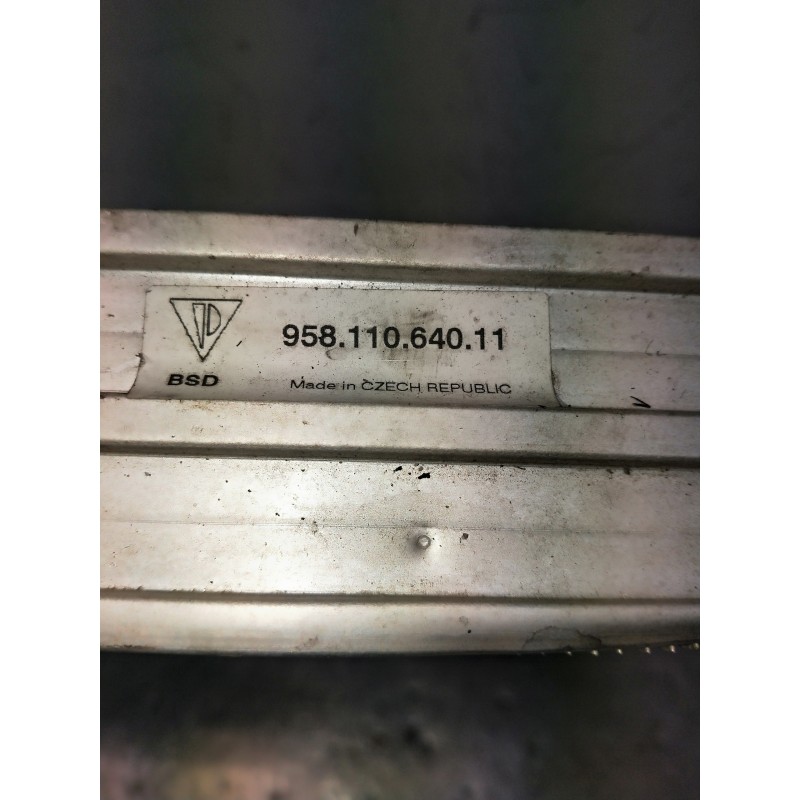 958.110.640.11
BSD
Made in CZECH REPUBLIC